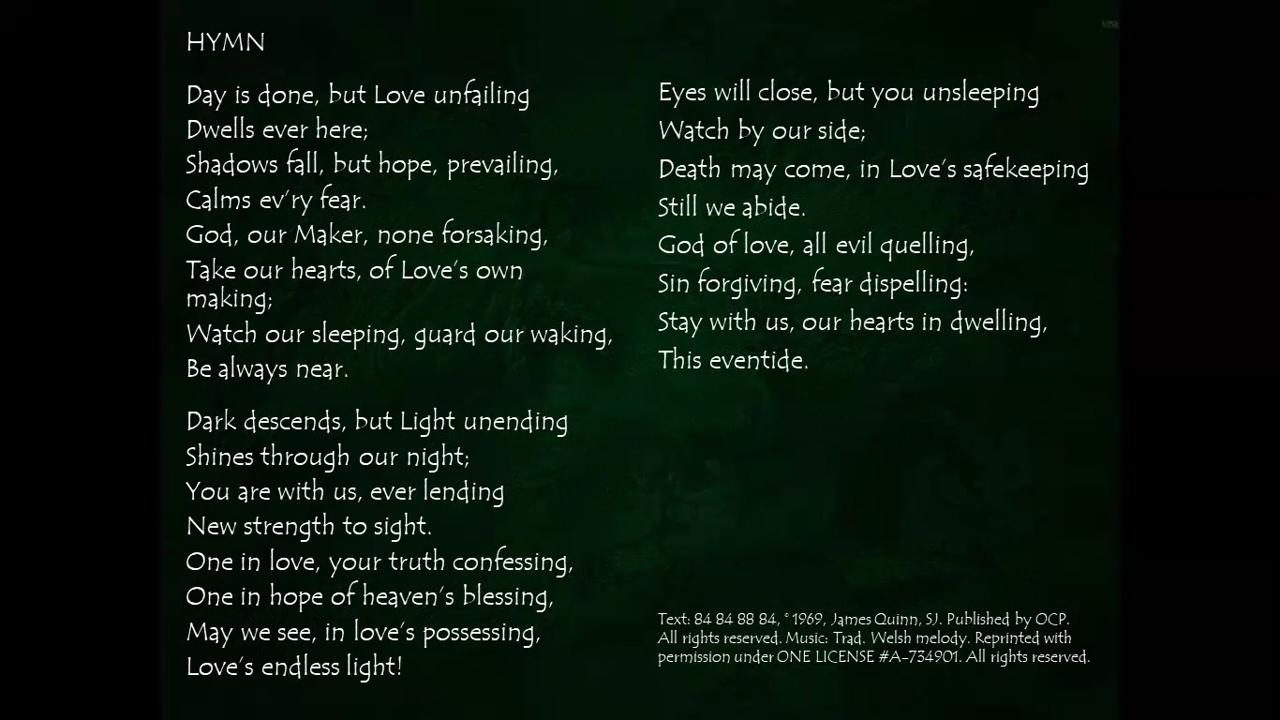 HYMN
Day is done, but Love unfailing
Dwells ever here;
Shadows fall, but hope, prevailing,
Calms ev'ry fear.
God, our Maker, none forsaking,
Take our hearts, of Love's own
making;
Watch our sleeping, guard our waking,
Be always near.
Dark descends, but Light unending
Shines through our night;
You are with us, ever lending
New strength to sight.
One in love, your truth confessing,
One in hope of heaven's blessing,
May we see, in love's possessing,
Love's endless light!
Eyes will close, but you unsleeping
Watch by our side;
Death may come, in Love's safekeeping
Still we abide.
God of love, all evil quelling,
Sin forgiving, fear dispelling:
Stay with us, our hearts in dwelling,
This eventide.
Text: 84 84 88 84, © 1969, James Quinn, SJ. Published by OCP.
All rights reserved. Music: Trad. Welsh melody. Reprinted with
permission under ONE LICENSE #A-734901. All rights reserved.